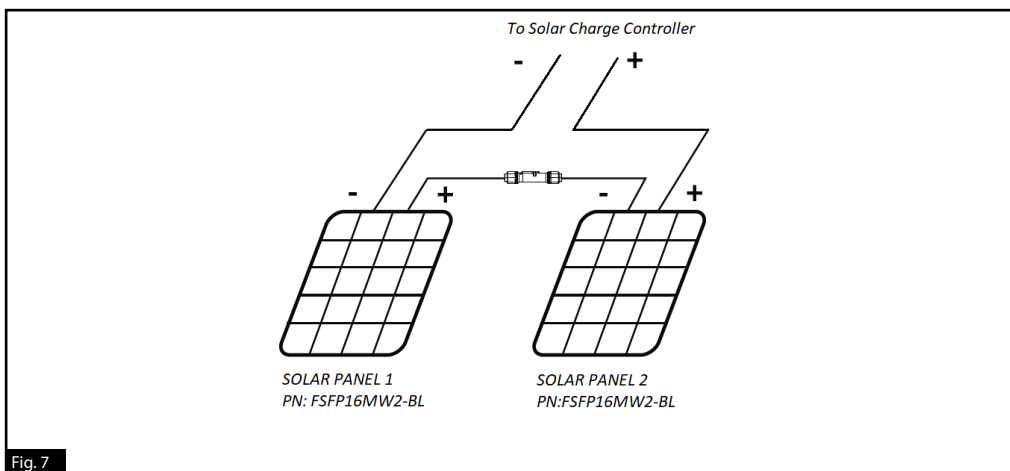 To Solar Charge Controller
- +
- + - +
SOLAR PANEL 1
PN: FSFP16MW2-BL
SOLAR PANEL 2
PN:FSFP16MW2-BL
Fig. 7